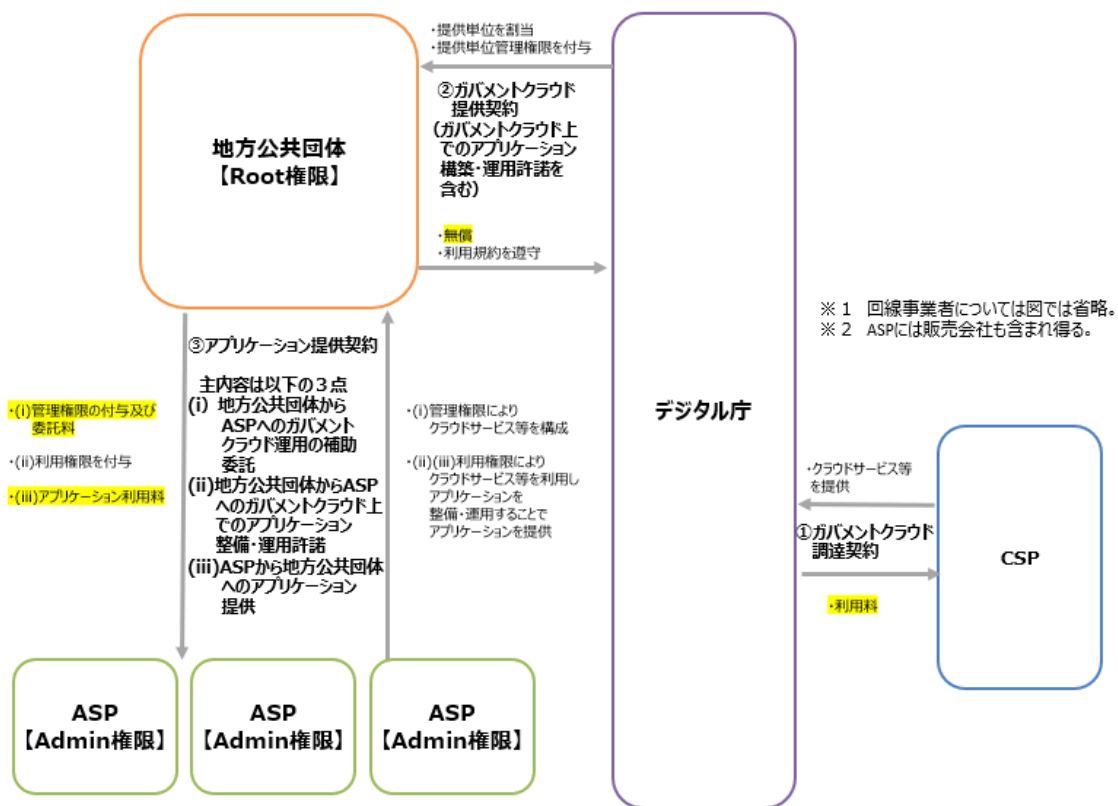 ・提供単位を割当
・提供単位管理権限を付与
②ガバメントクラウド
提供契約
(ガバメントクラウド上
でのアプリケーション
構築・運用許諾を
含む)
地方公共団体
【Root権限】
・無償
・利用規約を遵守
※１ 回線事業者については図では省略。
※２ ASPには販売会社も含まれ得る。
③アプリケーション提供契約
主内容は以下の３点
(i) 地方公共団体から
ASPへのガバメント
クラウド運用の補助
委託
(ii)地方公共団体からASP
へのガバメントクラウド上
でのアプリケーション
整備・運用許諾
(iii)ASPから地方公共団体
へのアプリケーション
提供
・(i)管理権限の付与及び
委託料
・(ii)利用権限を付与
・(iii)アプリケーション利用料
・(i)管理権限により
クラウドサービス等を構成
・(ii)(iii)利用権限により
クラウドサービス等を利用し
アプリケーションを
整備・運用することで
アプリケーションを提供
デジタル庁
・クラウドサービス等
を提供
①ガバメントクラウド
調達契約
・利用料
CSP
ASP
【Admin権限】
ASP
【Admin権限】
ASP
【Admin権限】